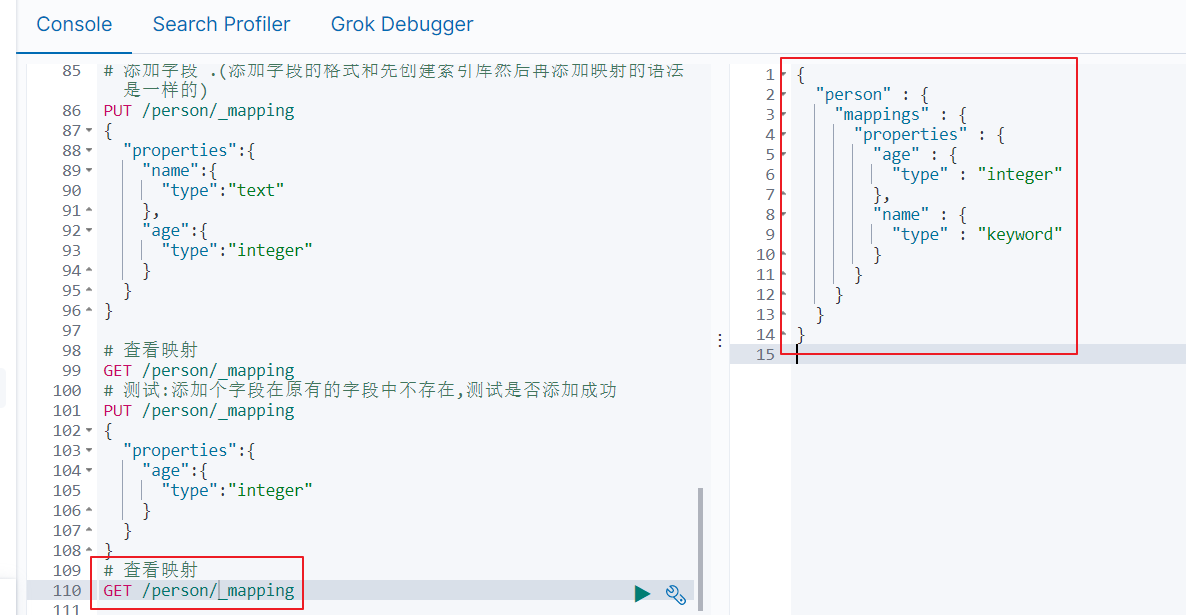 Console Search Profiler Grok Debugger
85 # 添加字段 .(添加字段的格式和先创建索引库然后再添加映射的语法
是一样的)
86 PUT /person/_mapping
87 {
88 "properties":{
89 "name":{
90 "type":"text"
91 },
92 "age":{
93 "type":"integer"
94 }
95 }
96 }
97
98 # 查看映射
99 GET /person/_mapping
100 # 测试:添加个字段在原有的字段中不存在,测试是否添加成功
101 PUT /person/_mapping
102 {
103 "properties":{
104 "age":{
105 "type":"integer"
106 }
107 }
108 }
109 # 查看映射
110 GET /person/_mapping
111
1 {
2 "person" : {
3 "mappings" : {
4 "properties" : {
5 "age" : {
6 "type" : "integer"
7 },
8 "name" : {
9 "type" : "keyword"
10 }
11 }
12 }
13 }
14 }
15